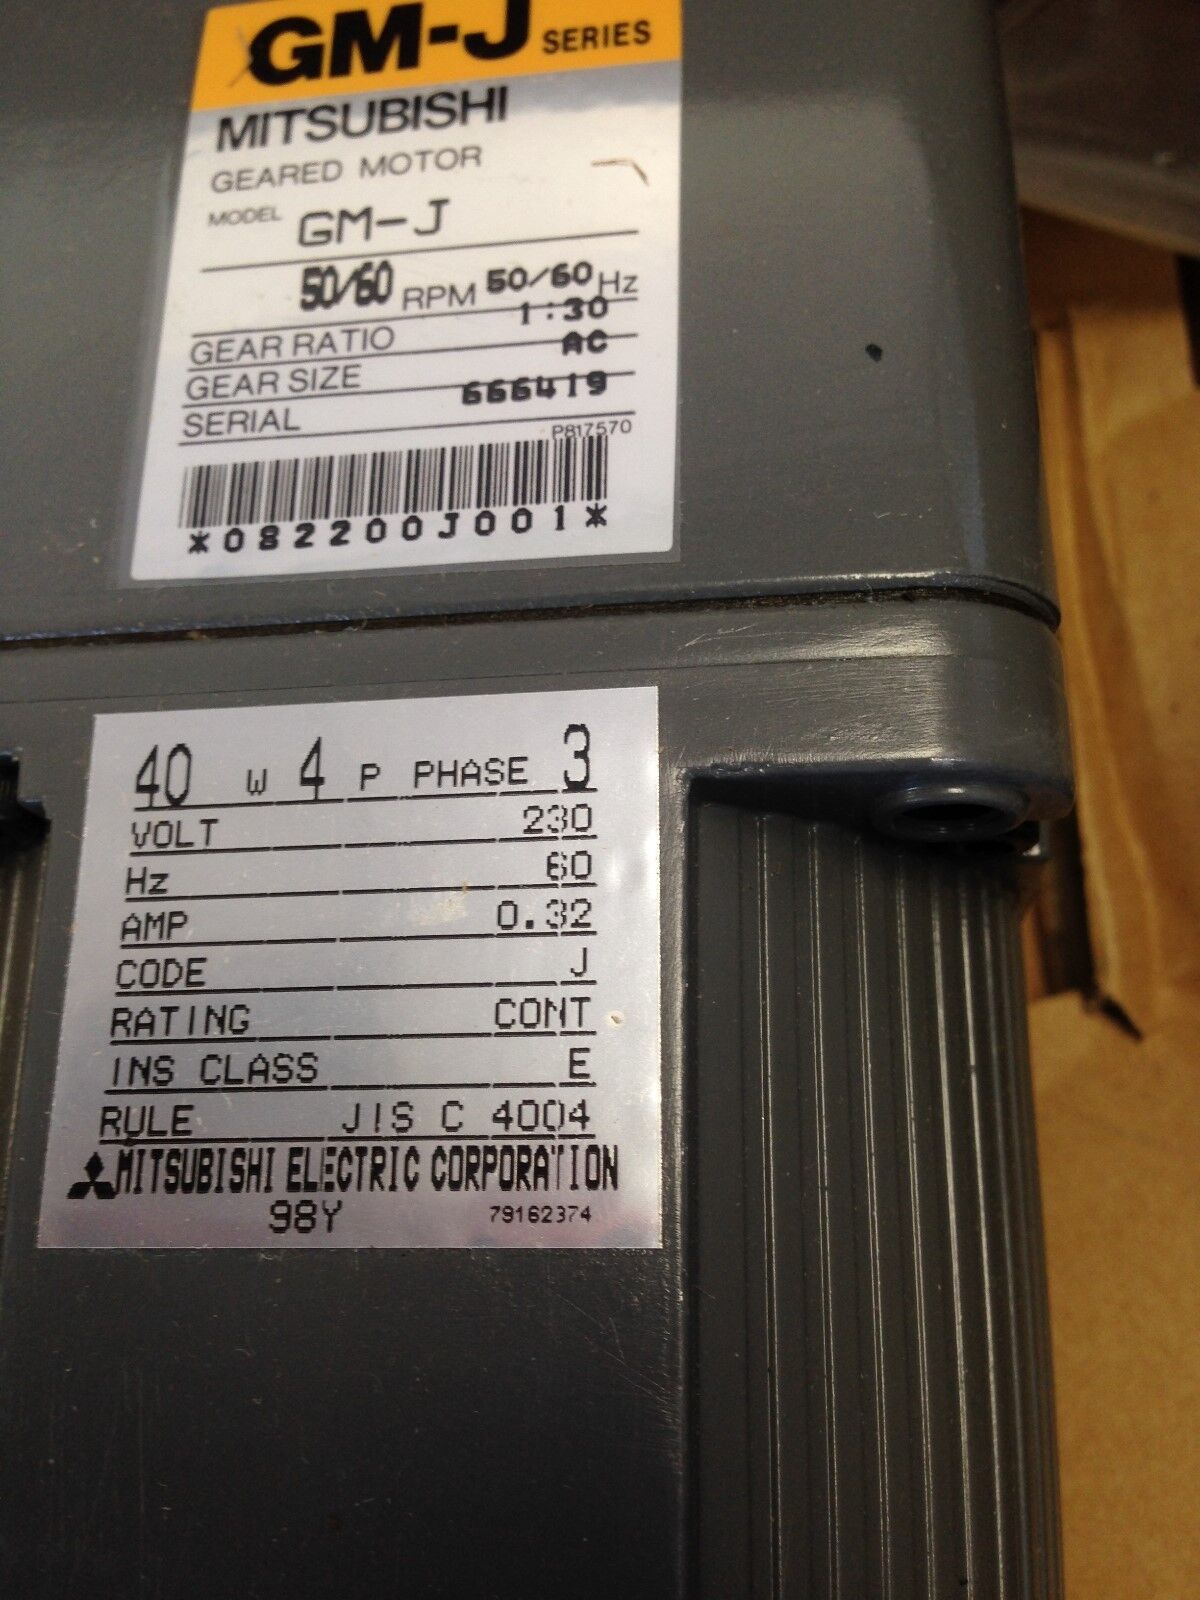 GM-J SERIES
MITSUBISHI
GEARED MOTOR
MODEL GM-J
50/60 RPM 50/60 Hz
GEAR RATIO 1:30
GEAR SIZE AC
SERIAL 666419
P817570
*082200J001*
40 W 4 P PHASE 3
VOLT 230
Hz 60
AMP 0.32
CODE J
RATING CONT
INS CLASS E
RULE JIS C 4004
MITSUBISHI ELECTRIC CORPORATION
98Y 79162374